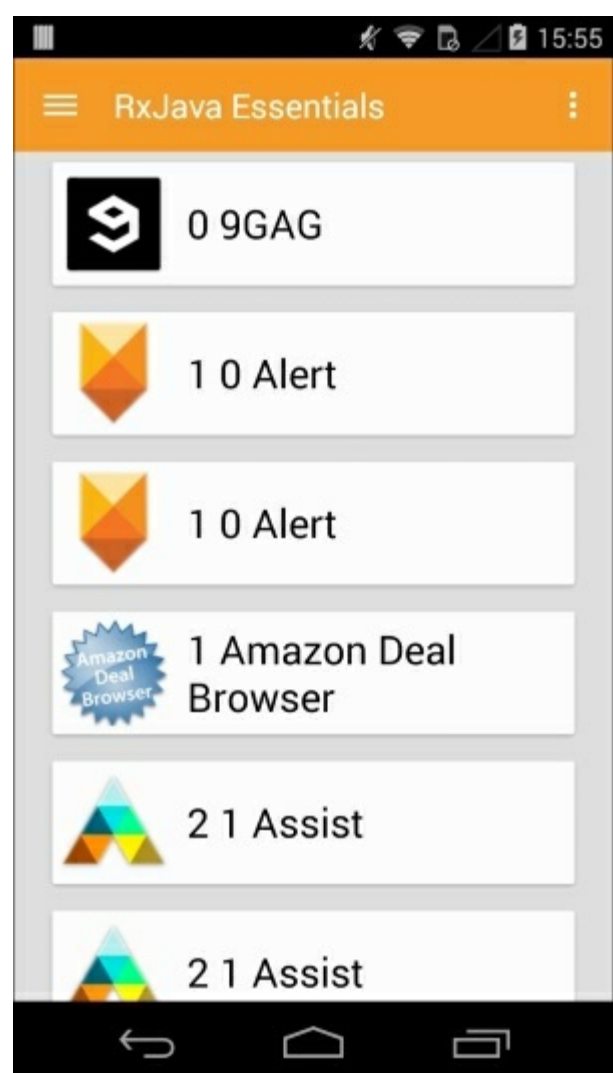 15:55
RxJava Essentials
0 9GAG
1 0 Alert
1 0 Alert
Amazon
Deal
Browser
1 Amazon Deal
Browser
2 1 Assist
2 1 Assist